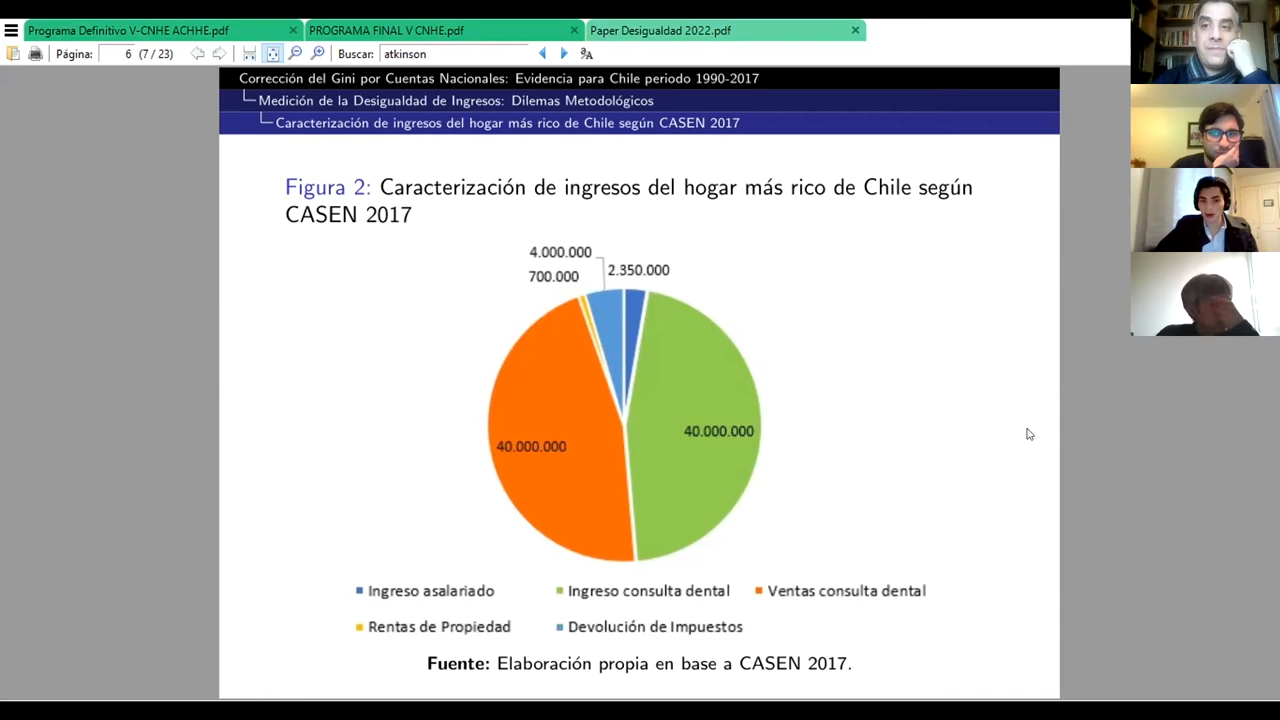 Programa Definitivo V-CNHE ACHHE.pdf
PROGRAMA FINAL V CNHE.pdf
Paper Desigualdad 2022.pdf
Página: 6 (7 / 23)
Buscar: atkinson
Corrección del Gini por Cuentas Nacionales: Evidencia para Chile periodo 1990-2017
Medición de la Desigualdad de Ingresos: Dilemas Metodológicos
Caracterización de ingresos del hogar más rico de Chile según CASEN 2017
Figura 2: Caracterización de ingresos del hogar más rico de Chile según
CASEN 2017
4.000.000
2.350.000
700.000
40.000.000
40.000.000
Ingreso asalariado
Ingreso consulta dental
Ventas consulta dental
Rentas de Propiedad
Devolución de Impuestos
Fuente: Elaboración propia en base a CASEN 2017.